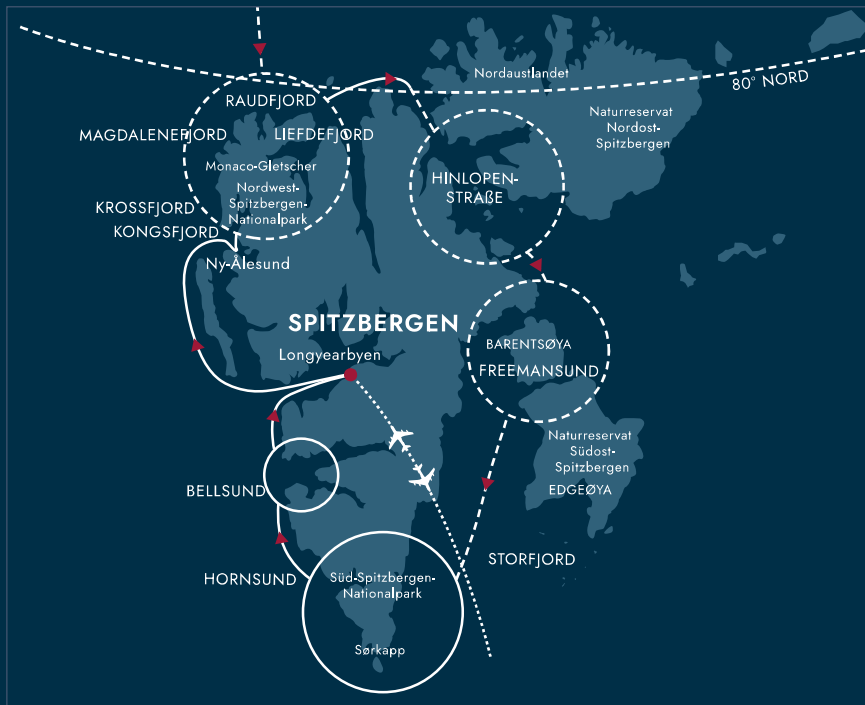 Nordaustlandet
80° NORD
RAUDFJORD
Naturreservat
Nordost-
Spitzbergen
MAGDALENEFJORD
LIEFDEFJORD
Monaco-Gletscher
Nordwest-
Spitzbergen-
Nationalpark
HINLOPEN-
STRAßE
KROSSFJORD
KONGSFJORD
Ny-Ålesund
SPITZBERGEN
Longyearbyen
BARENTSØYA
FREEMANSUND
Naturreservat
Südost-
Spitzbergen
EDGEØYA
BELLSUND
STORFJORD
HORNSUND
Süd-Spitzbergen-
Nationalpark
Sørkapp